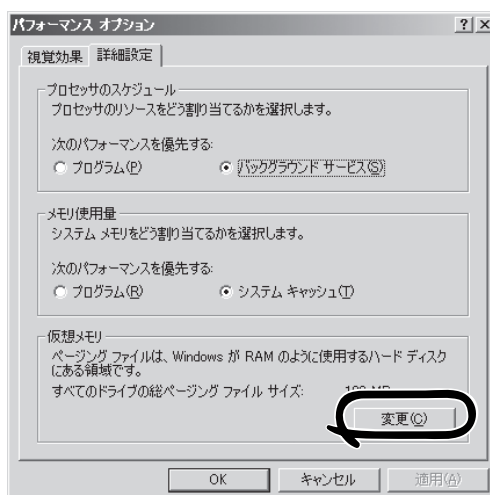 パフォーマンス オプション
視覚効果 詳細設定
プロセッサのスケジュール
プロセッサのリソースをどう割り当てるかを選択します。
次のパフォーマンスを優先する:
プログラム(P) バックグラウンド サービス(S)
メモリ使用量
システム メモリをどう割り当てるかを選択します。
次のパフォーマンスを優先する:
プログラム(R) システム キャッシュ(T)
仮想メモリ
ページング ファイルは、Windows が RAM のように使用するハード ディスク
にある領域です。
すべてのドライブの総ページング ファイル サイズ: MB
変更(C)
OK キャンセル 適用(A)